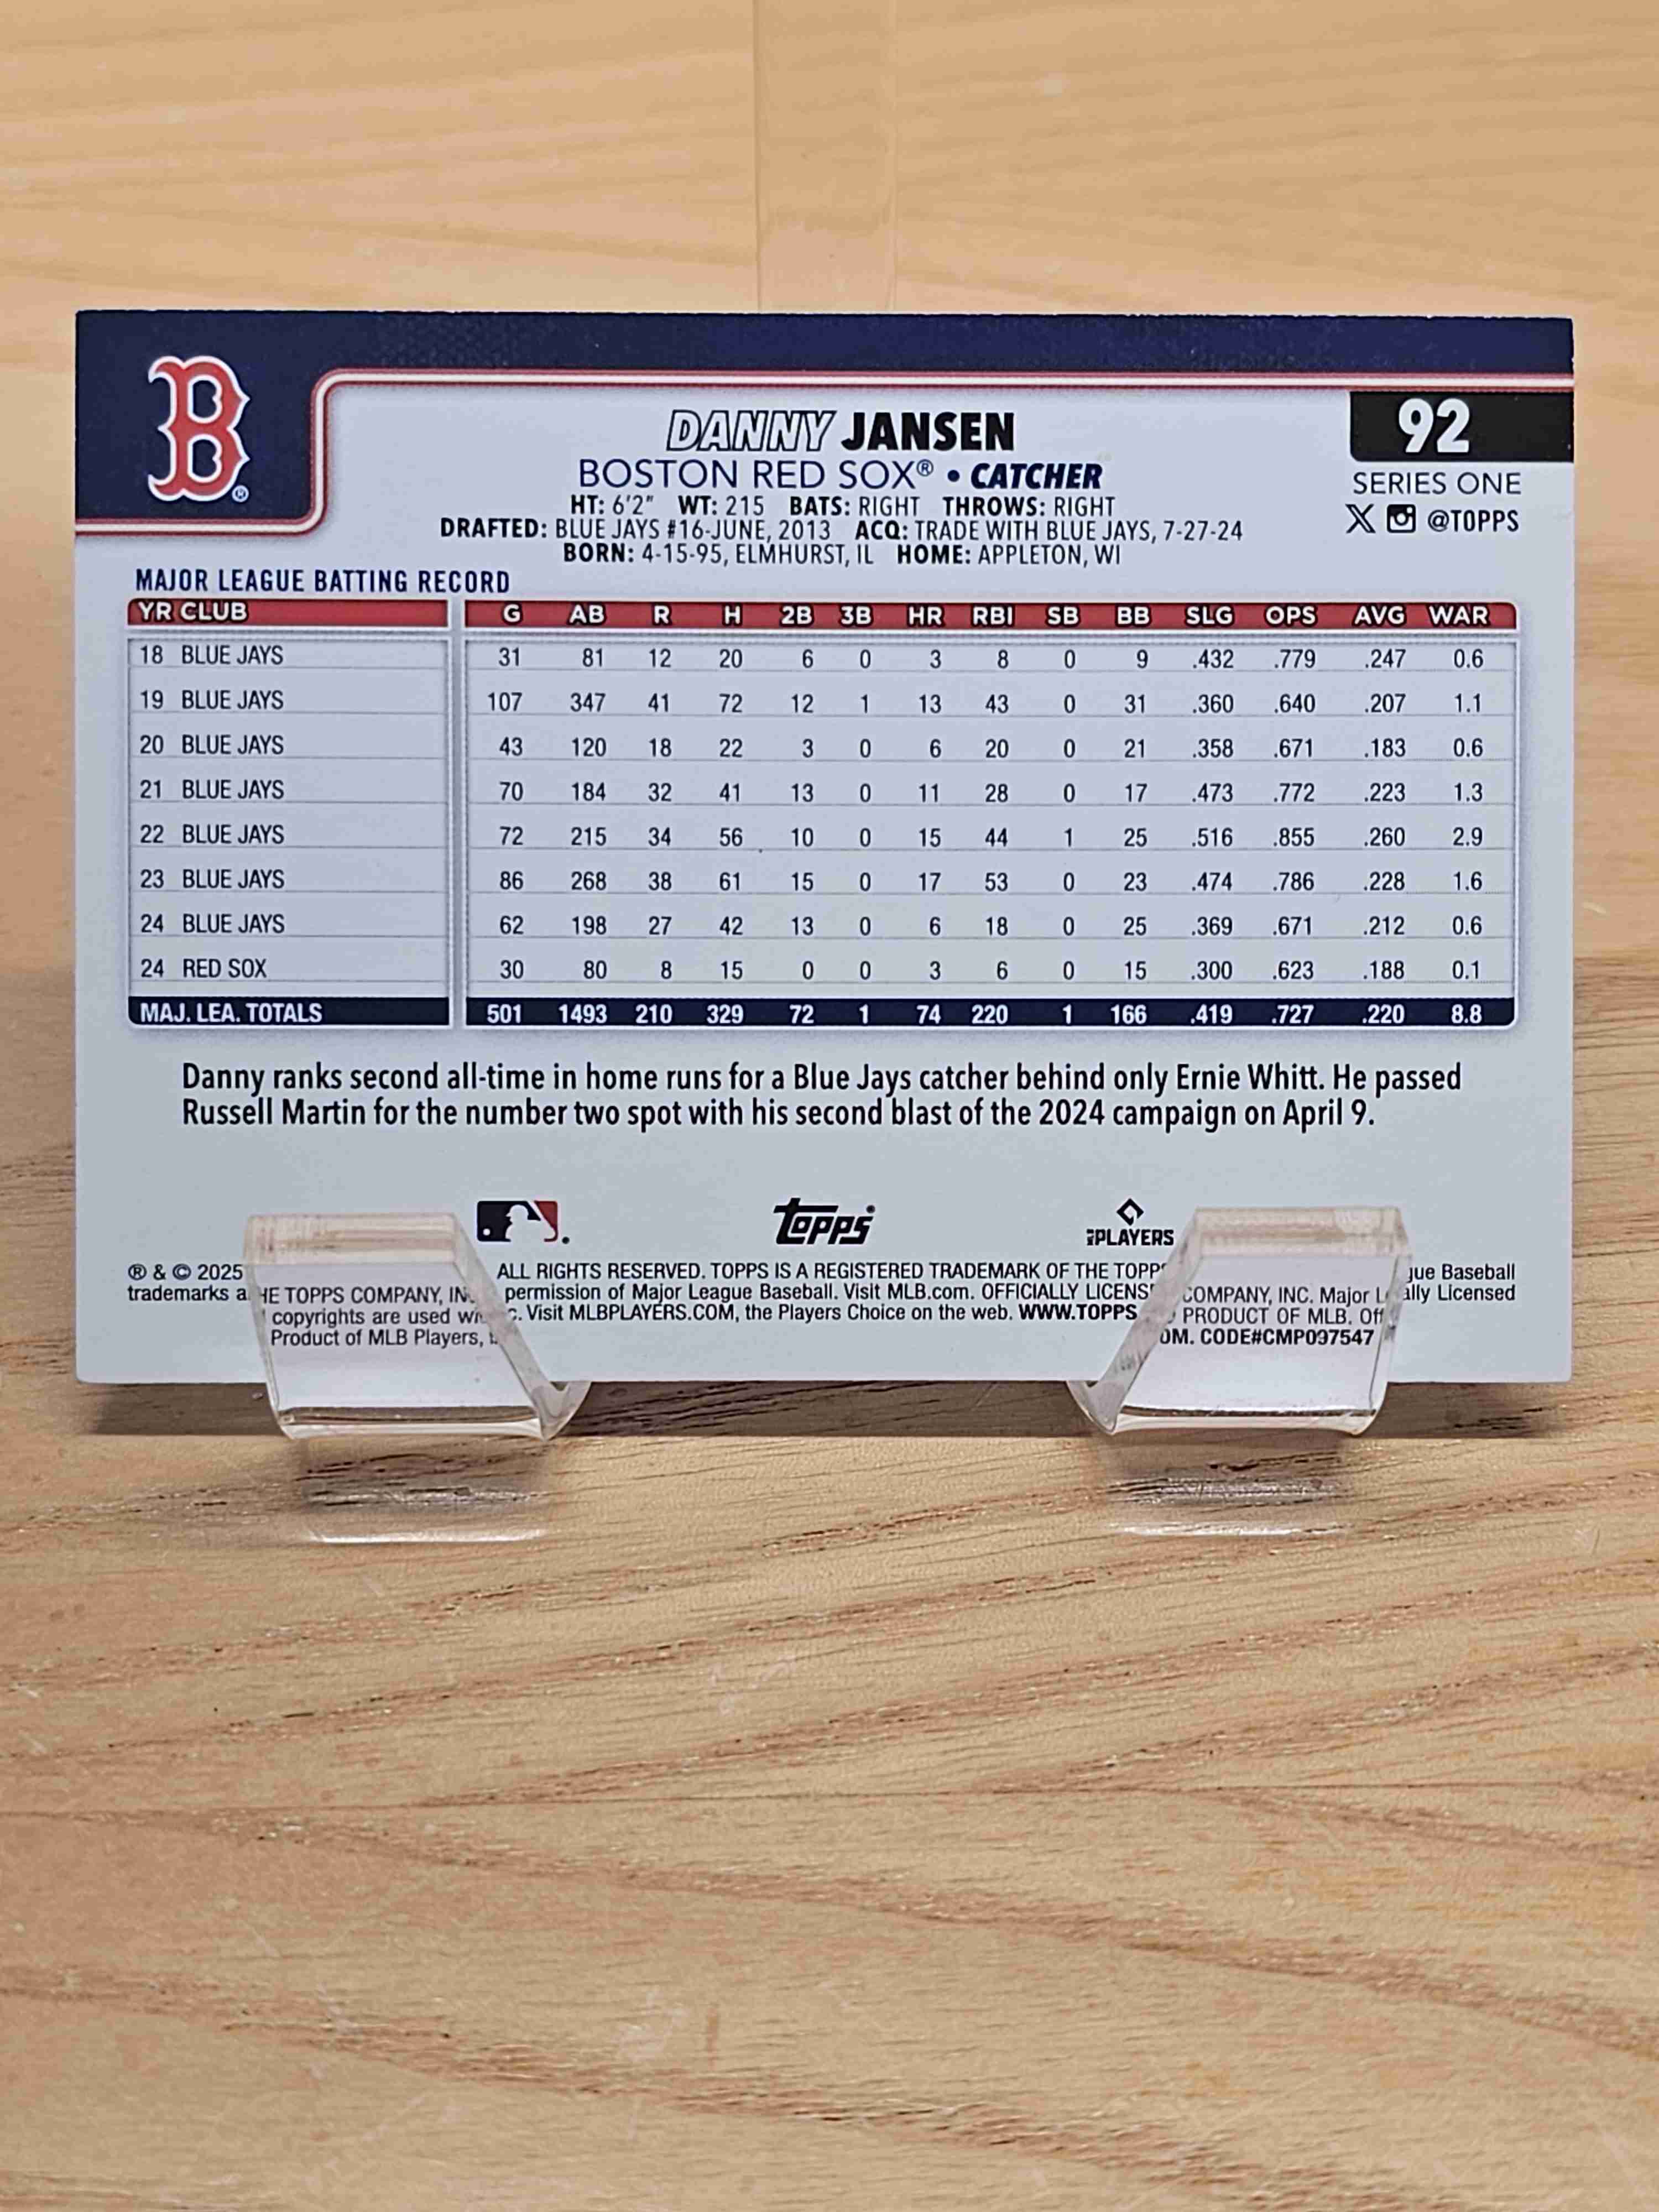 B
DANNY JANSEN
92
BOSTON RED SOX® • CATCHER
SERIES ONE
HT: 6'2" WT: 215 BATS: RIGHT THROWS: RIGHT
DRAFTED: BLUE JAYS #16-JUNE, 2013 ACQ: TRADE WITH BLUE JAYS, 7-27-24
@TOPPS
BORN: 4-15-95, ELMHURST, IL HOME: APPLETON, WI
MAJOR LEAGUE BATTING RECORD
YR CLUB G AB R H 2B 3B HR RBI SB BB SLG OPS AVG WAR
18 BLUE JAYS 31 81 12 20 6 0 3 8 0 9 .432 .779 .247 0.6
19 BLUE JAYS 107 347 41 72 12 1 13 43 0 31 .360 .640 .207 1.1
20 BLUE JAYS 43 120 18 22 3 0 6 20 0 21 .358 .671 .183 0.6
21 BLUE JAYS 70 184 32 41 13 0 11 28 0 17 .473 .772 .223 1.3
22 BLUE JAYS 72 215 34 56 10 0 15 44 1 25 .516 .855 .260 2.9
23 BLUE JAYS 86 268 38 61 15 0 17 53 0 23 .474 .786 .228 1.6
24 BLUE JAYS 62 198 27 42 13 0 6 18 0 25 .369 .671 .212 0.6
24 RED SOX 30 80 8 15 0 0 3 6 0 15 .300 .623 .188 0.1
MAJ. LEA. TOTALS 501 1493 210 329 72 1 74 220 1 166 .419 .727 .220 8.8
Danny ranks second all-time in home runs for a Blue Jays catcher behind only Ernie Whitt. He passed
Russell Martin for the number two spot with his second blast of the 2024 campaign on April 9.
topps
PLAYERS
® & © 2025 THE TOPPS COMPANY, INC. ALL RIGHTS RESERVED. TOPPS IS A REGISTERED TRADEMARK OF THE TOPPS COMPANY, INC. Major League Baseball
trademarks copyrights are used permission of Major League Baseball. Visit MLB.com. OFFICIALLY LICENSED PRODUCT OF MLB. Officially Licensed
Product of MLB Players, Visit MLBPLAYERS.COM, the Players Choice on the web. WWW.TOPPS.COM. CODE#CMP097547